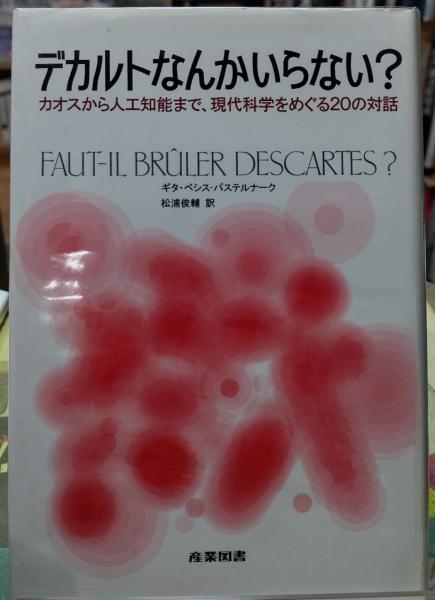 デカルトなんかいらない?
カオスから人工知能まで、現代科学をめぐる20の対話
FAUT-IL BRÛLER DESCARTES ?
ギタ・ペシス-パステルナーク
松浦俊輔 訳
産業図書